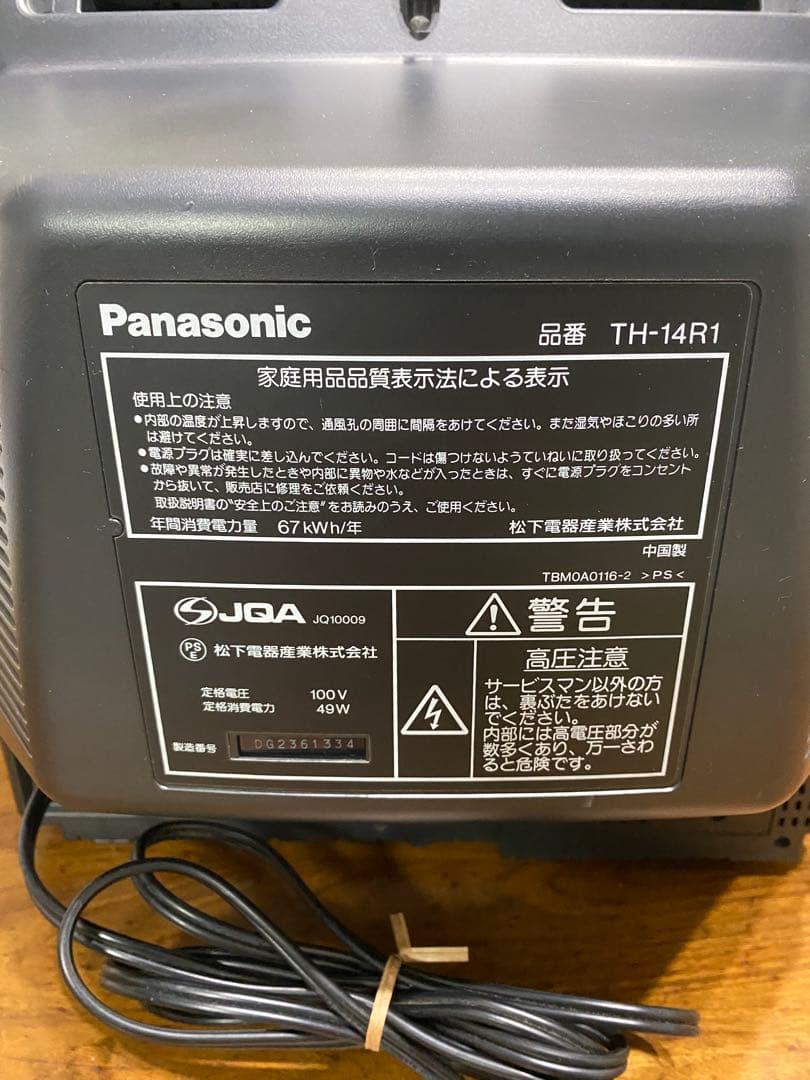 Panasonic 品番 TH-14R1
家庭用品品質表示法による表示
使用上の注意
●内部の温度が上昇しますので、通風孔の周囲に間隔をあけてください。また湿気やほこりの多い所
は避けてください。
●電源プラグは確実に差し込んでください。コードは傷つけないようていねいに取り扱ってください。
●故障や異常が発生したときや内部に異物や水などが入ったときは、すぐに電源プラグをコンセント
から抜いて、販売店に修理をご依頼ください。
取扱説明書の"安全上のご注意"をお読みのうえ、ご使用ください。
年間消費電力量 67kWh/年 松下電器産業株式会社
中国製
TBM0A0116-2 >PS<
JQA JQ10009
PSE 松下電器産業株式会社
定格電圧 100V
定格消費電力 49W
製造番号 DG2361334
警告
高圧注意
サービスマン以外の方
は、裏ぶたをあけない
でください。
内部には高電圧部分が
数多くあり、万一さわ
ると危険です。